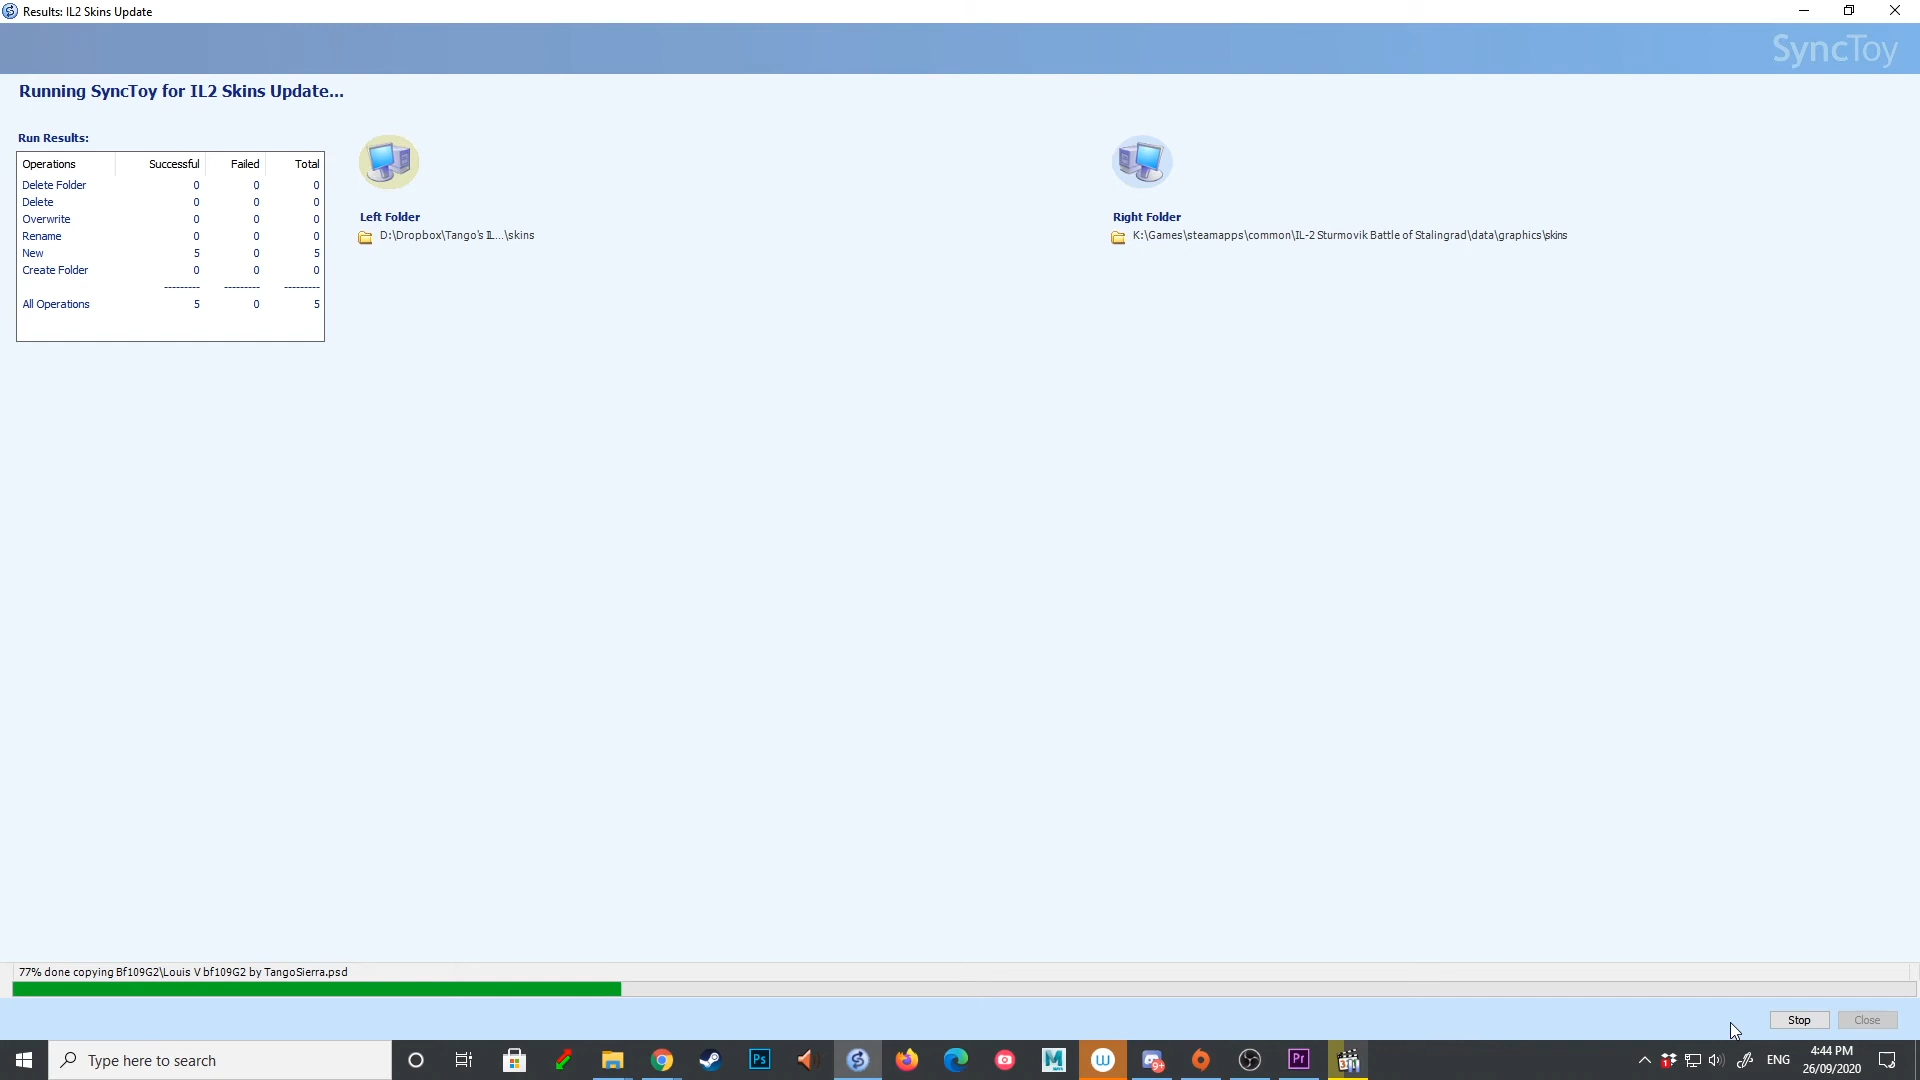 Results: IL2 Skins Update
SyncToy
Running SyncToy for IL2 Skins Update...
Run Results:
Operations Successful Failed Total
Delete Folder 0 0 0
Delete 0 0 0
Overwrite 0 0 0
Rename 0 0 0
New 5 0 5
Create Folder 0 0 0
--------- --------- ---------
All Operations 5 0 5
Left Folder
D:\Dropbox\Tango's IL...\skins
Right Folder
K:\Games\steamapps\common\IL-2 Sturmovik Battle of Stalingrad\data\graphics\skins
77% done copying Bf109G2\Louis V bf109G2 by TangoSierra.psd
Stop Close
Type here to search
Ps
M
W
9+
Pr
ENG
4:44 PM
26/09/2020